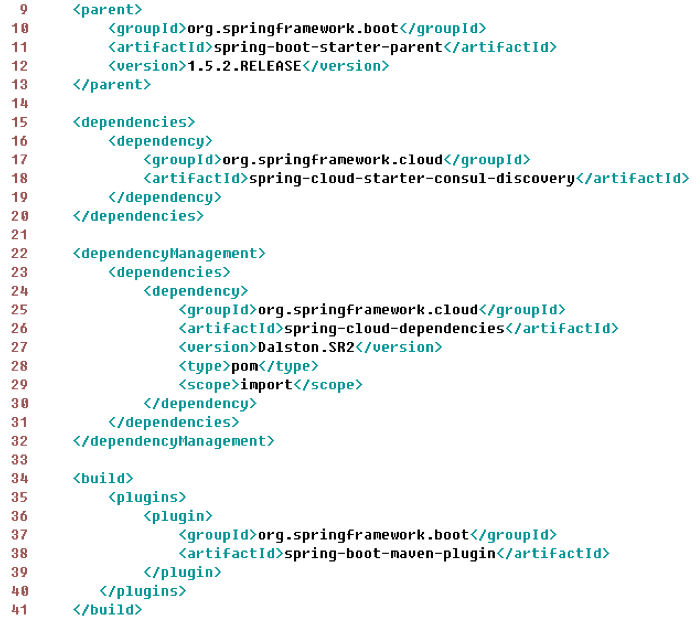 9     <parent>
10         <groupId>org.springframework.boot</groupId>
11         <artifactId>spring-boot-starter-parent</artifactId>
12         <version>1.5.2.RELEASE</version>
13     </parent>
14
15     <dependencies>
16         <dependency>
17             <groupId>org.springframework.cloud</groupId>
18             <artifactId>spring-cloud-starter-consul-discovery</artifactId>
19         </dependency>
20     </dependencies>
21
22     <dependencyManagement>
23         <dependencies>
24             <dependency>
25                 <groupId>org.springframework.cloud</groupId>
26                 <artifactId>spring-cloud-dependencies</artifactId>
27                 <version>Dalston.SR2</version>
28                 <type>pom</type>
29                 <scope>import</scope>
30             </dependency>
31         </dependencies>
32     </dependencyManagement>
33
34     <build>
35         <plugins>
36             <plugin>
37                 <groupId>org.springframework.boot</groupId>
38                 <artifactId>spring-boot-maven-plugin</artifactId>
39             </plugin>
40        </plugins>
41     </build>